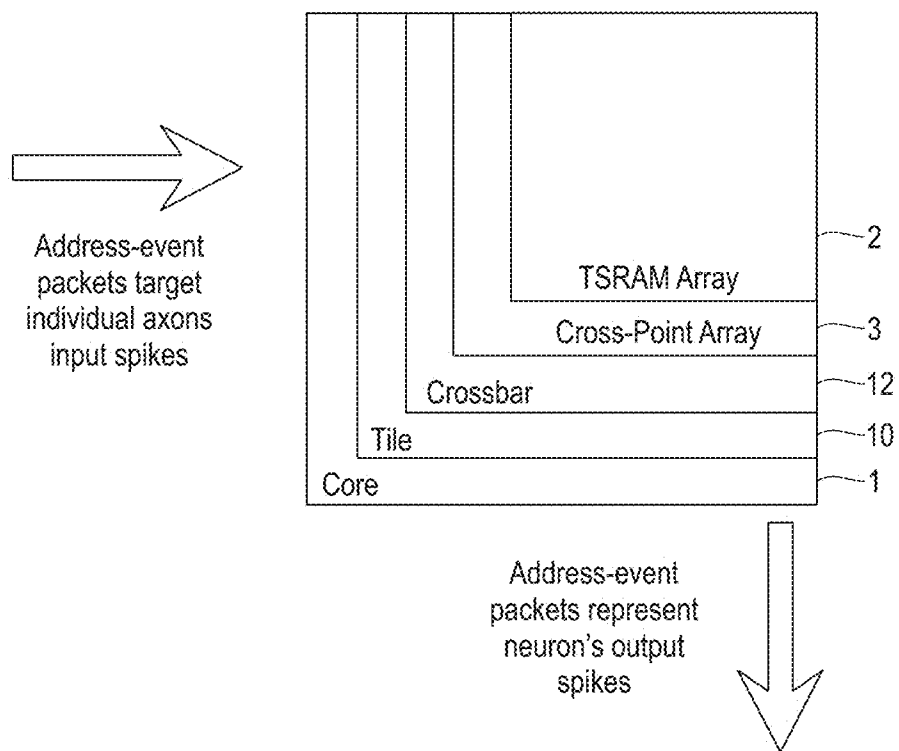 Address-event
packets target
individual axons
input spikes
TSRAM Array
2
Cross-Point Array
3
Crossbar
12
Tile
10
Core
1
Address-event
packets represent
neuron's output
spikes